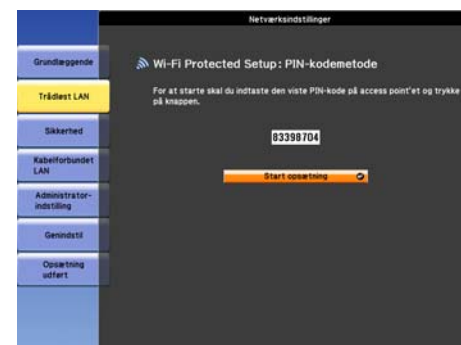 Netværksindstillinger
Grundlæggende
Trådløst LAN
Sikkerhed
Kabelforbundet
LAN
Administrator-
indstilling
Genindstil
Opsætning
udført
Wi-Fi Protected Setup: PIN-kodemetode
For at starte skal du indtaste den viste PIN-kode på access point'et og trykke
på knappen.
83398704
Start opsætning